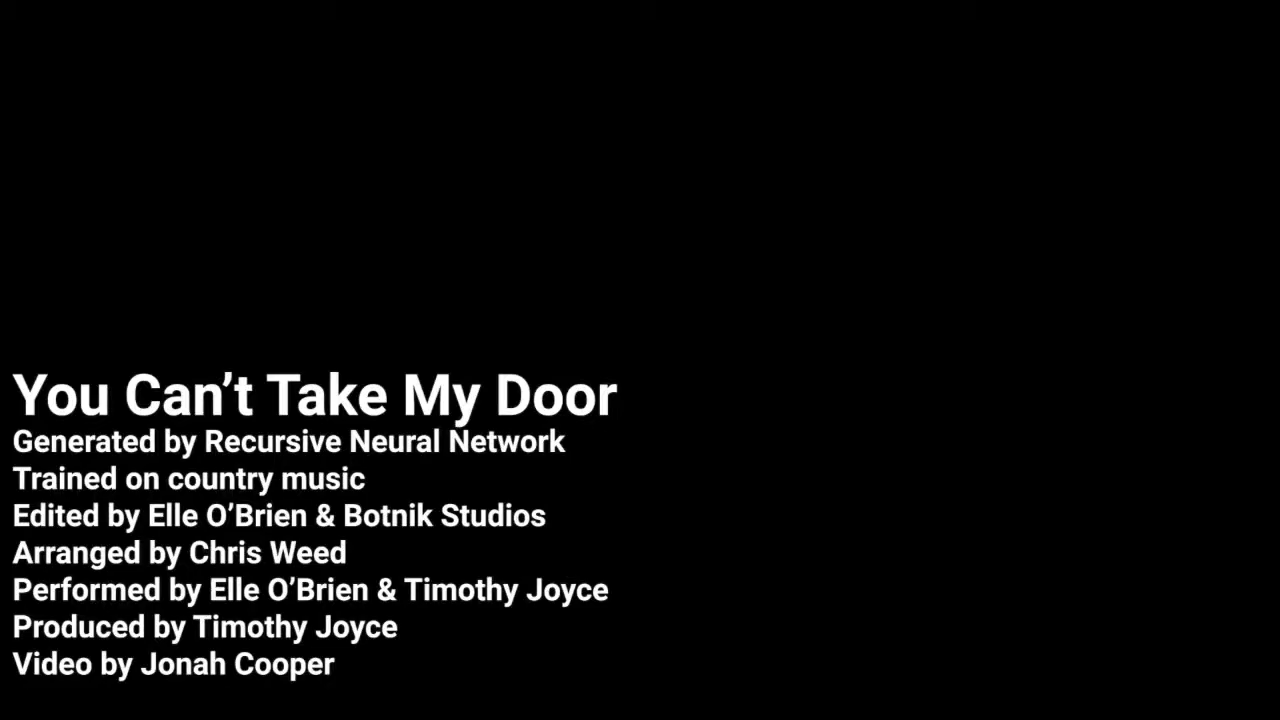 You Can’t Take My Door
Generated by Recursive Neural Network
Trained on country music
Edited by Elle O’Brien & Botnik Studios
Arranged by Chris Weed
Performed by Elle O’Brien & Timothy Joyce
Produced by Timothy Joyce
Video by Jonah Cooper